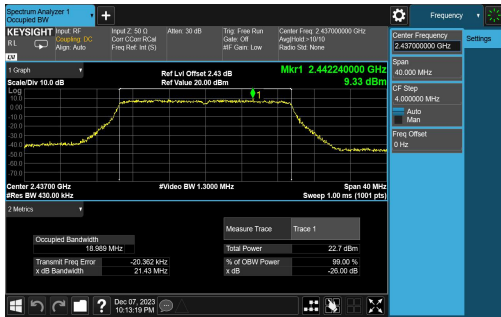 Spectrum Analyzer 1
Occupied BW
Frequency
KEYSIGHT
RL
LV
Input: RF
Coupling: DC
Align: Auto
Input Z: 50 Ω
Corr CCorr RCal
Freq Ref: Int (S)
Atten: 30 dB
Trig: Free Run
Gate: Off
#IF Gain: Low
Center Freq: 2.437000000 GHz
Avg|Hold:>10/10
Radio Std: None
Center Frequency
2.437000000 GHz
Settings
Span
40.000 MHz
CF Step
4.000000 MHz
Auto
Man
Freq Offset
0 Hz
1 Graph
Scale/Div 10.0 dB
Ref Lvl Offset 2.43 dB
Ref Value 20.00 dBm
Mkr1 2.442240000 GHz
9.33 dBm
Log
10.0
0.00
-10.0
-20.0
-30.0
-40.0
-50.0
-60.0
-70.0
1
Center 2.43700 GHz
#Res BW 430.00 kHz
#Video BW 1.3000 MHz
Span 40 MHz
Sweep 1.00 ms (1001 pts)
2 Metrics
Measure Trace
Trace 1
Occupied Bandwidth
18.989 MHz
Total Power
22.7 dBm
Transmit Freq Error
-20.362 kHz
% of OBW Power
99.00 %
x dB Bandwidth
21.43 MHz
x dB
-26.00 dB
?
Dec 07, 2023
10:13:19 PM